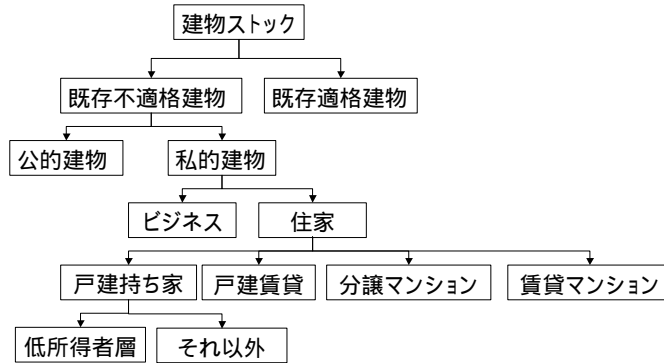 建物ストック
既存不適格建物
既存適格建物
公的建物
私的建物
ビジネス
住家
戸建持ち家
戸建賃貸
分譲マンション
賃貸マンション
低所得者層
それ以外